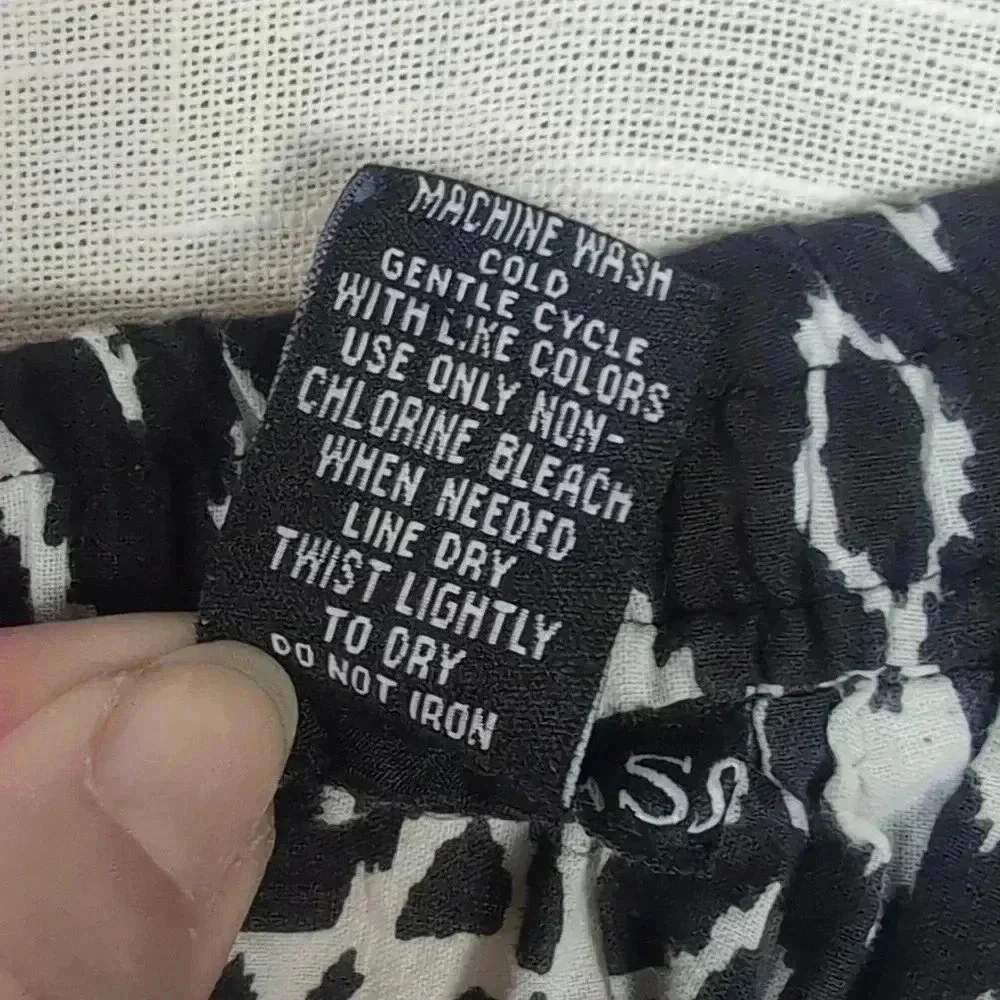 MACHINE WASH
COLD
GENTLE CYCLE
WITH LIKE COLORS
USE ONLY NON-
CHLORINE BLEACH
WHEN NEEDED
LINE DRY
TWIST LIGHTLY
TO DRY
DO NOT IRON